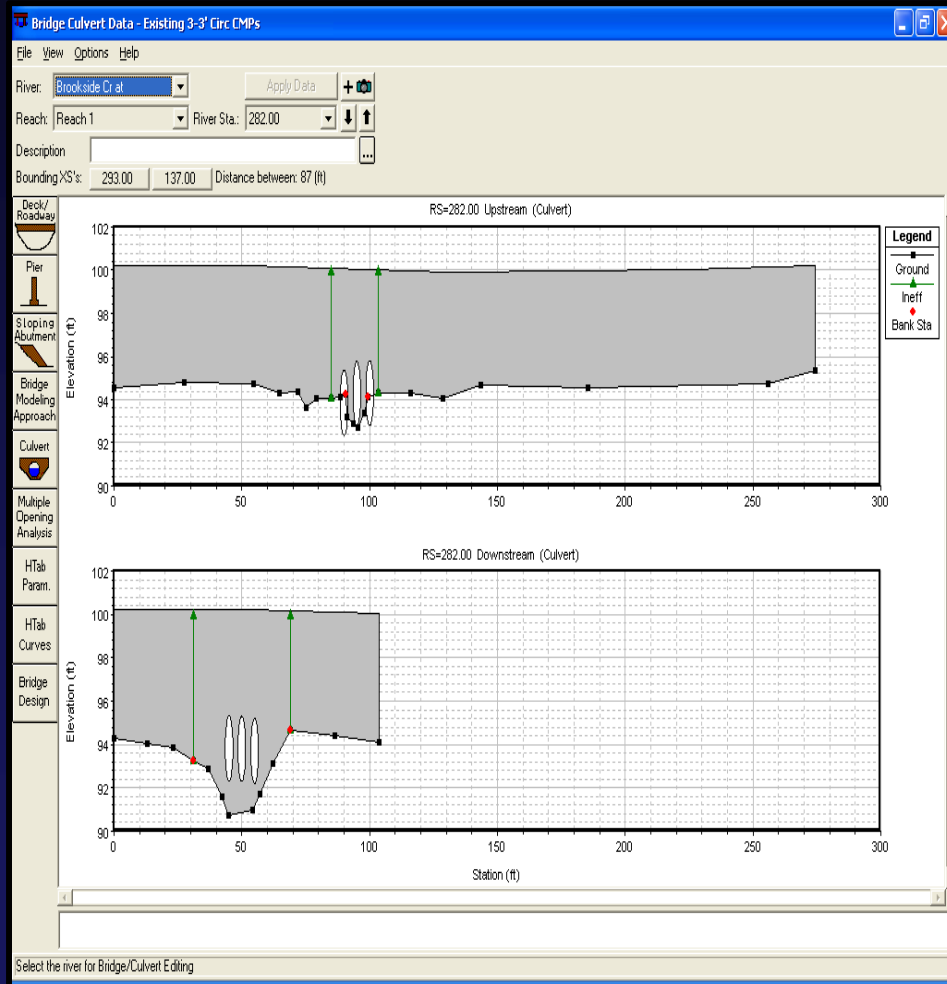 Bridge Culvert Data - Existing 3-3' Circ CMPs
File View Options Help
River: Brookside Cr at Apply Data +
Reach: Reach 1 River Sta.: 282.00
Description ...
Bounding XS's: 293.00 137.00 Distance between: 87 (ft)
Deck/
Roadway
Pier
Sloping
Abutment
Bridge
Modeling
Approach
Culvert
Multiple
Opening
Analysis
HTab
Param.
HTab
Curves
Bridge
Design
RS=282.00 Upstream (Culvert)
102
100
98
96
94
92
90
Elevation (ft)
0 50 100 150 200 250 300
Legend
Ground
Ineff
Bank Sta
RS=282.00 Downstream (Culvert)
102
100
98
96
94
92
90
Elevation (ft)
0 50 100 150 200 250 300
Station (ft)
Select the river for Bridge/Culvert Editing